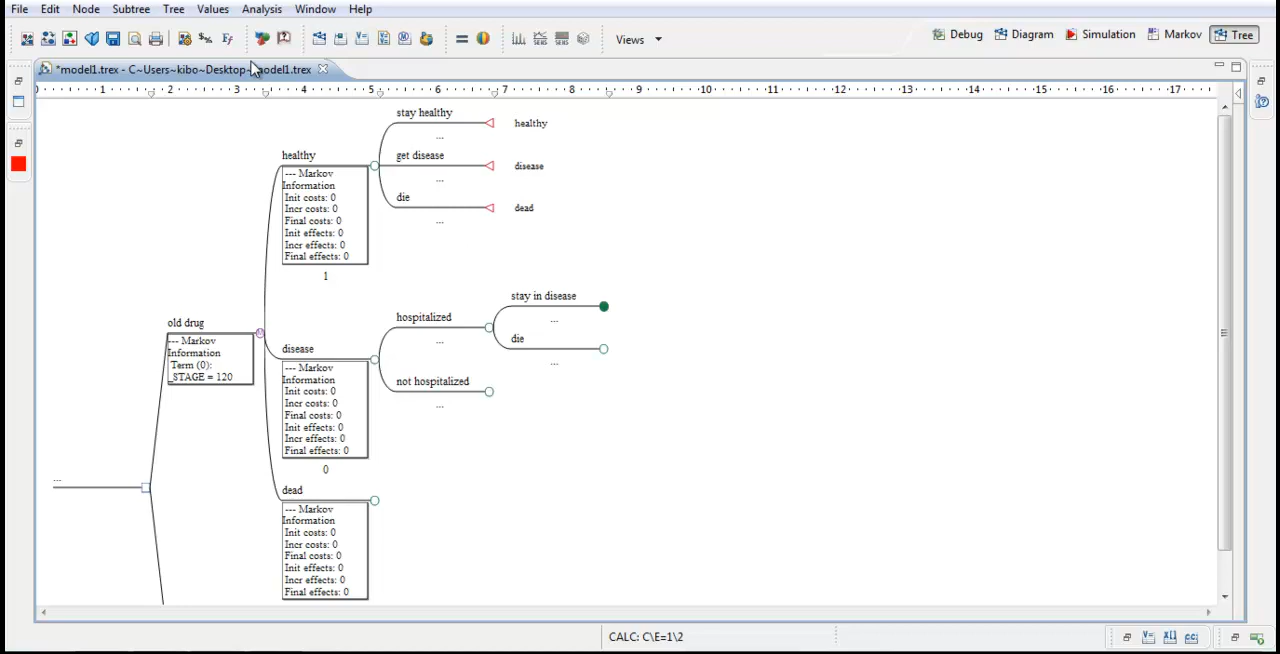 File Edit Node Subtree Tree Values Analysis Window Help
Views Debug Diagram Simulation Markov Tree
*model1.trex - C~Users~kibo~Desktop~model1.trex
0 1 2 3 4 5 6 7 8 9 10 11 12 13 14 15 16 17
stay healthy
healthy
...
healthy
get disease
disease
...
die
dead
...
--- Markov
Information
Init costs: 0
Incr costs: 0
Final costs: 0
Init effects: 0
Incr effects: 0
Final effects: 0
1
old drug
--- Markov
Information
Term (0):
_STAGE = 120
disease
--- Markov
Information
Init costs: 0
Incr costs: 0
Final costs: 0
Init effects: 0
Incr effects: 0
Final effects: 0
0
hospitalized
...
stay in disease
...
die
...
not hospitalized
...
...
dead
--- Markov
Information
Init costs: 0
Incr costs: 0
Final costs: 0
Init effects: 0
Incr effects: 0
Final effects: 0
CALC: C\E=1\2